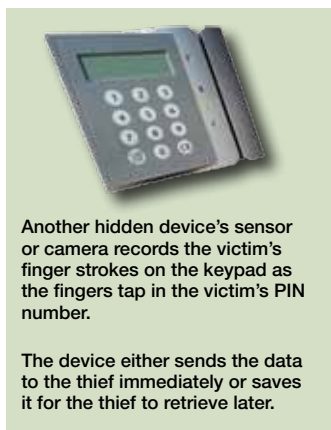 Another hidden device's sensor
or camera records the victim's
finger strokes on the keypad as
the fingers tap in the victim's PIN
number.
The device either sends the data
to the thief immediately or saves
it for the thief to retrieve later.